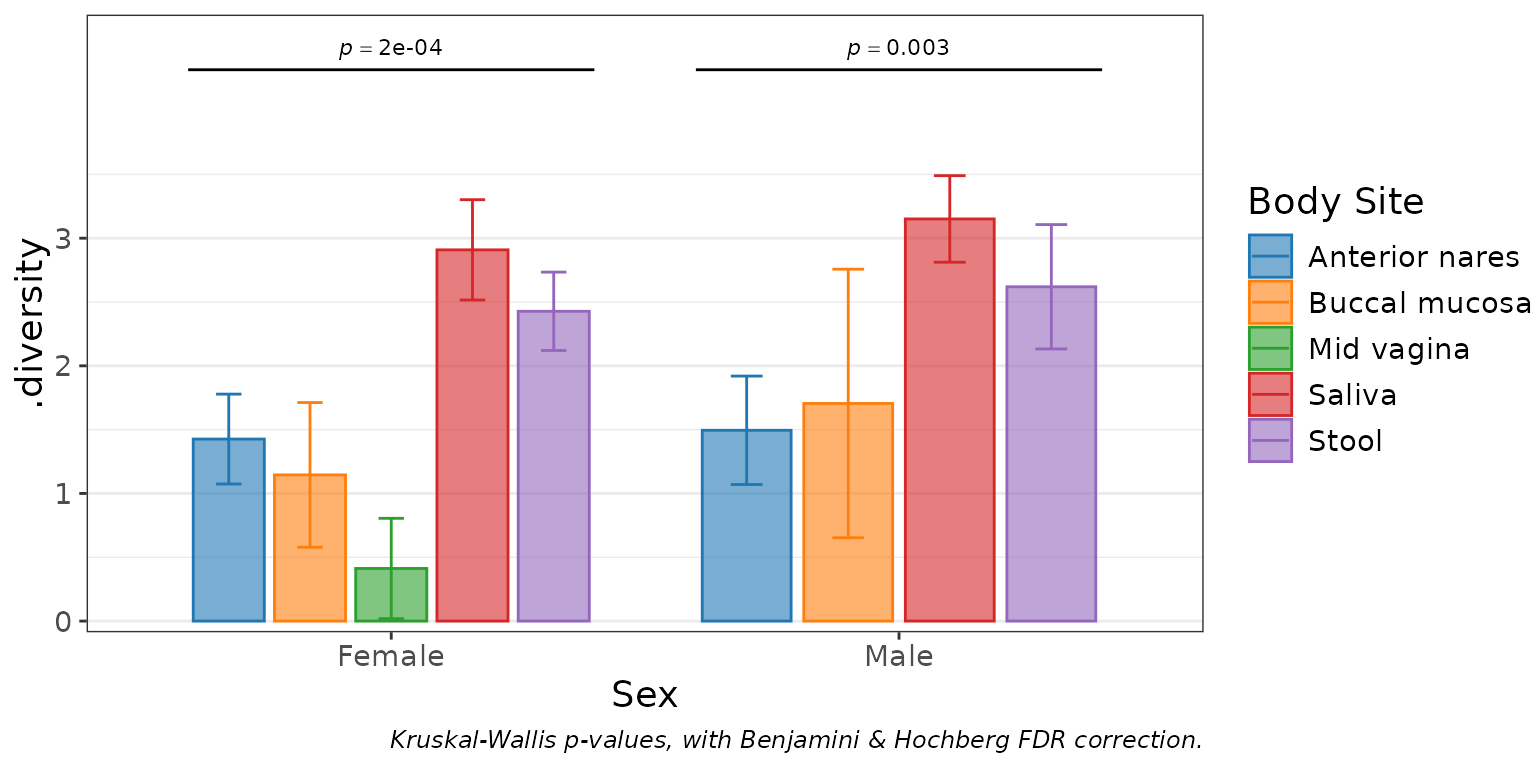 p = 2e-04
p = 0.003
.diversity
3
2
1
0
Female
Male
Sex
Body Site
Anterior nares
Buccal mucosa
Mid vagina
Saliva
Stool
Kruskal-Wallis p-values, with Benjamini & Hochberg FDR correction.